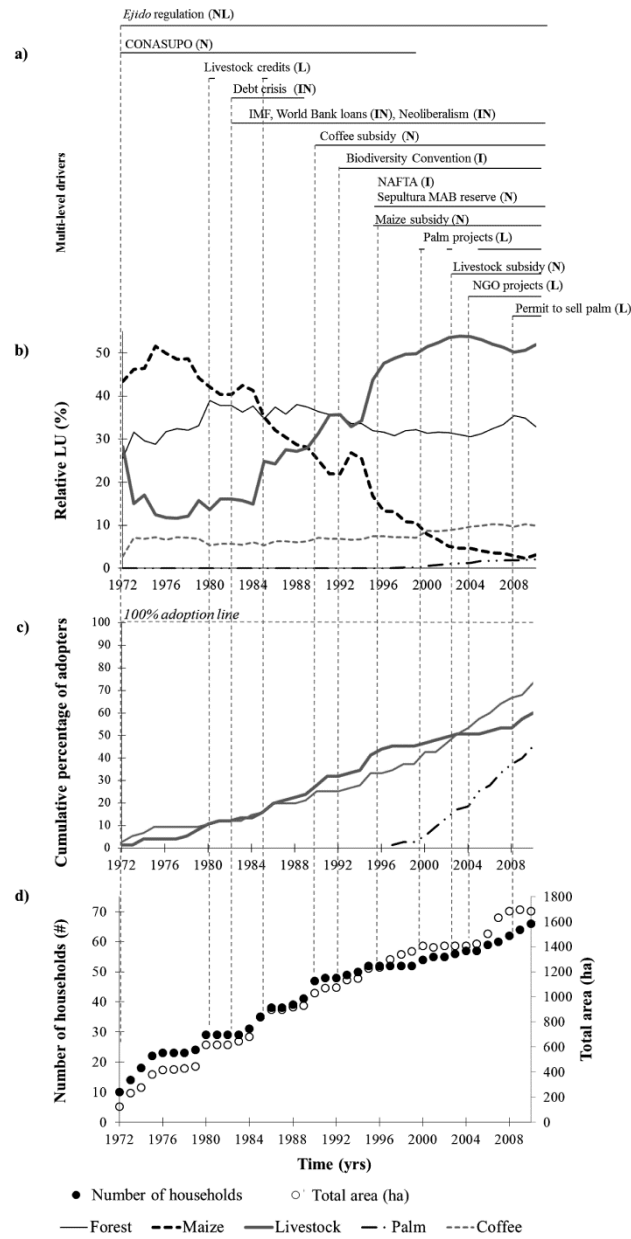 a)
Multi-level drivers
Ejido regulation (NL)
CONASUPO (N)
Livestock credits (L)
Debt crisis (IN)
IMF, World Bank loans (IN), Neoliberalism (IN)
Coffee subsidy (N)
Biodiversity Convention (I)
NAFTA (I)
Sepultura MAB reserve (N)
Maize subsidy (N)
Palm projects (L)
Livestock subsidy (N)
NGO projects (L)
Permit to sell palm (L)
b)
Relative LU (%)
50
40
30
20
10
0
1972 1976 1980 1984 1988 1992 1996 2000 2004 2008
c)
Cumulative percentage of adopters
100% adoption line
100
90
80
70
60
50
40
30
20
10
0
1972 1976 1980 1984 1988 1992 1996 2000 2004 2008
d)
Number of households (#)
70
60
50
40
30
20
10
0
1800
1600
1400
1200
1000
800
600
400
200
0
Total area (ha)
1972 1976 1980 1984 1988 1992 1996 2000 2004 2008
Time (yrs)
Number of households Total area (ha)
Forest Maize Livestock Palm Coffee